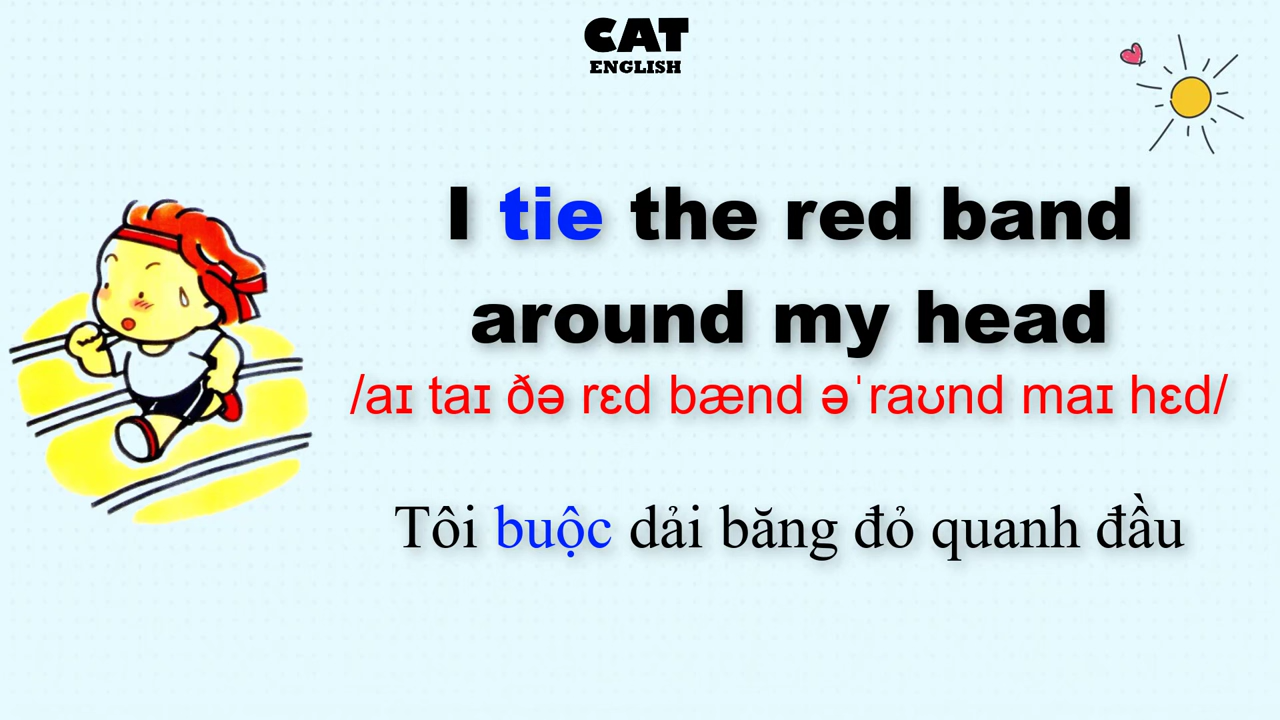 CAT
ENGLISH
I tie the red band
around my head
/aɪ taɪ ðə rɛd bænd əˈraʊnd maɪ hɛd/
Tôi buộc dải băng đỏ quanh đầu